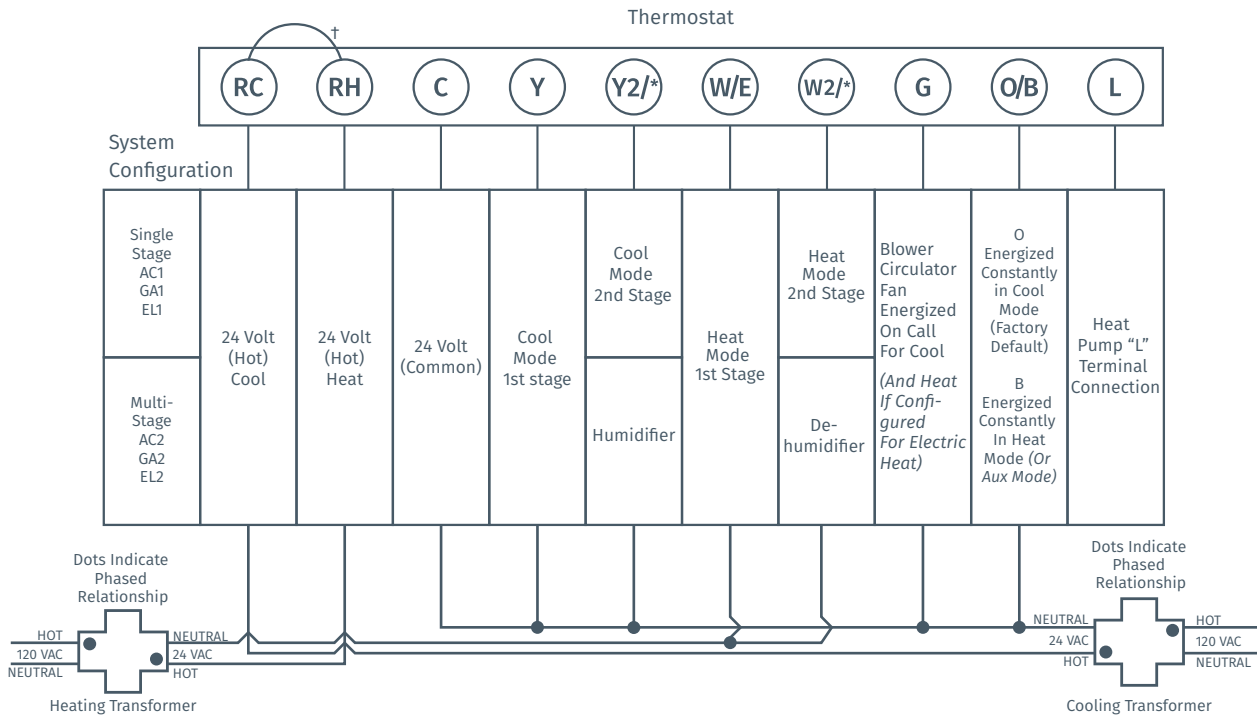 Thermostat
†
RC
RH
C
Y
Y2/*
W/E
W2/*
G
O/B
L
System
Configuration
Single
Stage
AC1
GA1
EL1
Multi-
Stage
AC2
GA2
EL2
24 Volt
(Hot)
Cool
24 Volt
(Hot)
Heat
24 Volt
(Common)
Cool
Mode
1st stage
Cool
Mode
2nd Stage
Humidifier
Heat
Mode
1st Stage
Heat
Mode
2nd Stage
De-
humidifier
Blower
Circulator
Fan
Energized
On Call
For Cool
(And Heat
If Confi-
gured
For Electric
Heat)
O
Energized
Constantly
in Cool
Mode
(Factory
Default)
B
Energized
Constantly
In Heat
Mode (Or
Aux Mode)
Heat
Pump “L”
Terminal
Connection
Dots Indicate
Phased
Relationship
HOT
120 VAC
NEUTRAL
NEUTRAL
24 VAC
HOT
Heating Transformer
Dots Indicate
Phased
Relationship
NEUTRAL
24 VAC
HOT
HOT
120 VAC
NEUTRAL
Cooling Transformer